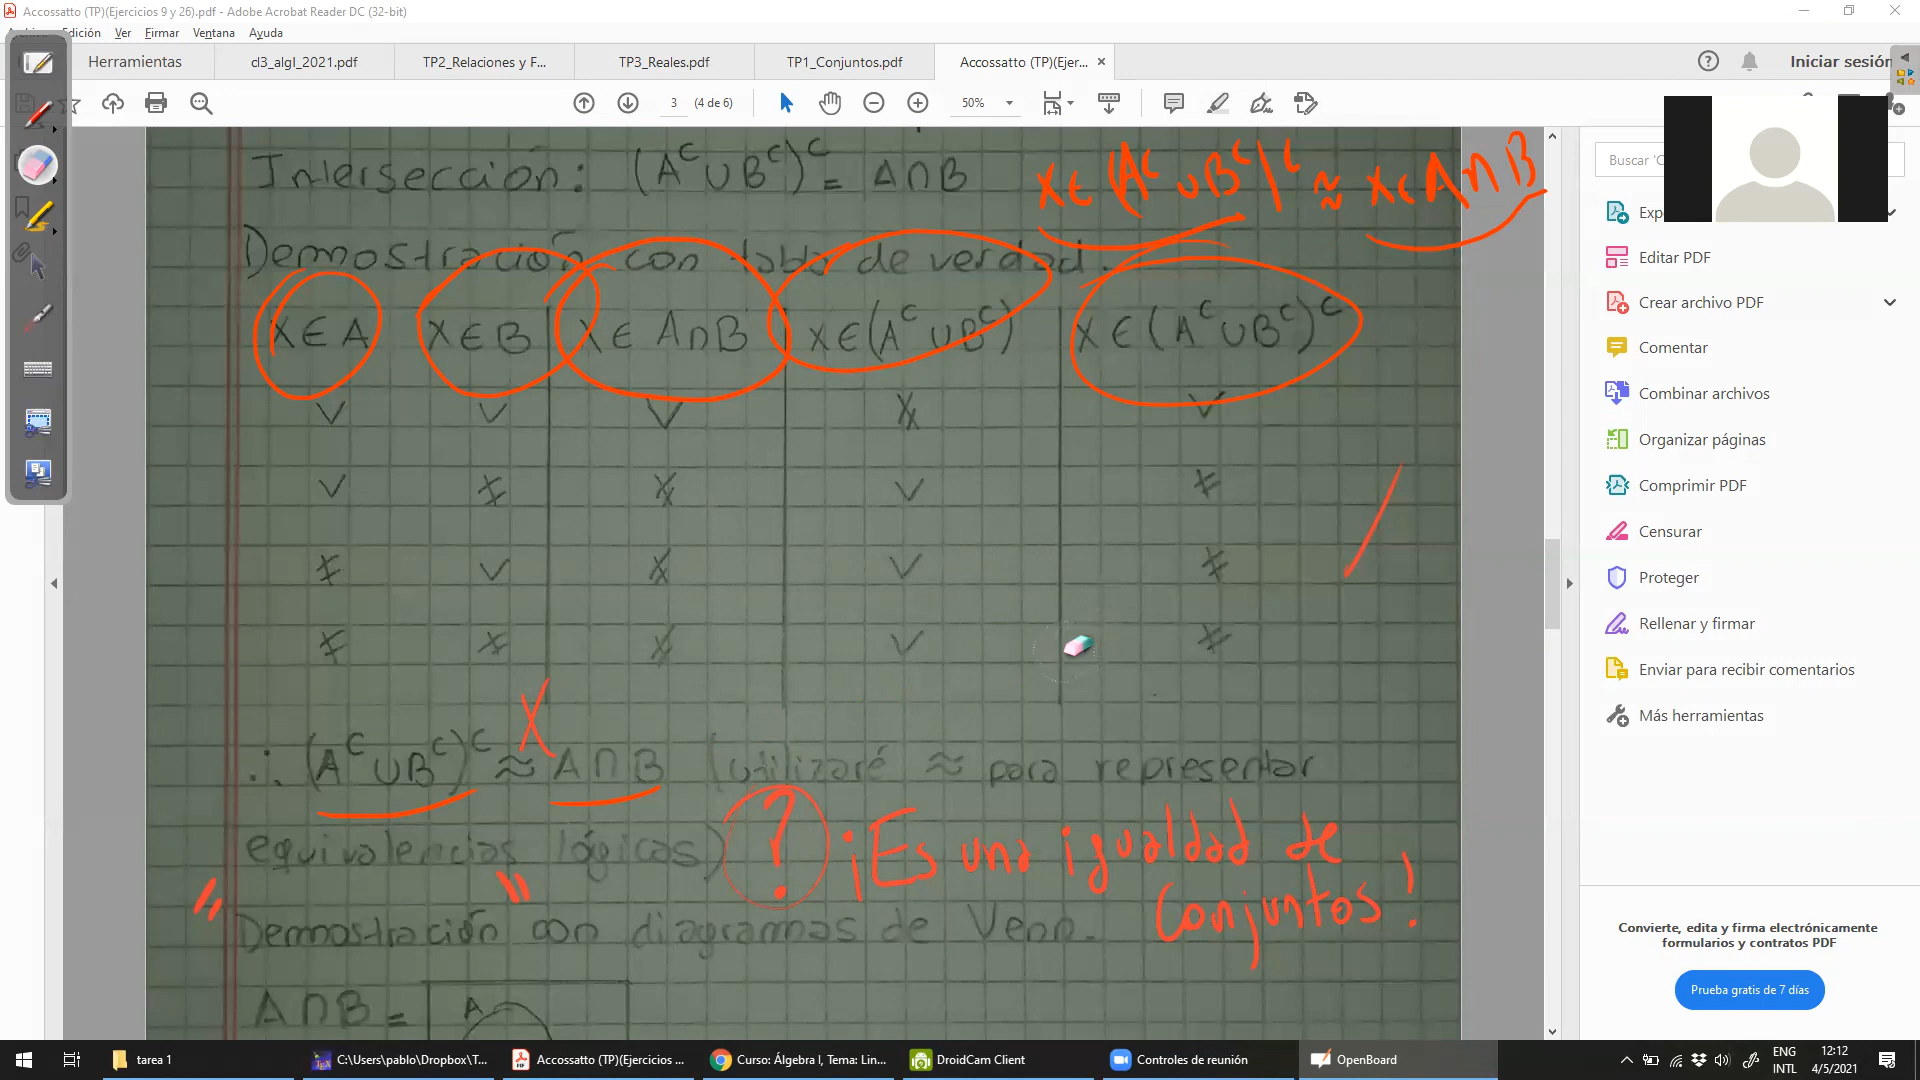 Accossatto (TP)(Ejercicios 9 y 26).pdf - Adobe Acrobat Reader DC (32-bit)
Edición Ver Firmar Ventana Ayuda
Herramientas cl3_algI_2021.pdf TP2_Relaciones y F... TP3_Reales.pdf TP1_Conjuntos.pdf Accossatto (TP)(Ejer... × Iniciar sesión
3 (4 de 6) 50%
Intersección: (Aᶜ∪Bᶜ)ᶜ = A∩B x∈(Aᶜ∪Bᶜ)ᶜ ≈ x∈A∩B
Demostración con tabla de verdad.
X∈A X∈B X∈A∩B X∈(Aᶜ∪Bᶜ) X∈(Aᶜ∪Bᶜ)ᶜ
V V V F V
V F F V F
F V F V F
F F F V F
X
∴ (Aᶜ∪Bᶜ)ᶜ ≈ A∩B (utilizaré ≈ para representar
equivalencias lógicas) ? ¡Es una igualdad de
conjuntos!
" "
Demostración con diagramas de Venn.
A∩B = A
Buscar 'C
Exp
Editar PDF
Crear archivo PDF
Comentar
Combinar archivos
Organizar páginas
Comprimir PDF
Censurar
Proteger
Rellenar y firmar
Enviar para recibir comentarios
Más herramientas
Convierte, edita y firma electrónicamente
formularios y contratos PDF
Prueba gratis de 7 días
tarea 1 C:\Users\pablo\Dropbox\T... Accossatto (TP)(Ejercicios ... Curso: Álgebra I, Tema: Lin... DroidCam Client Controles de reunión OpenBoard
ENG
INTL
12:12
4/5/2021